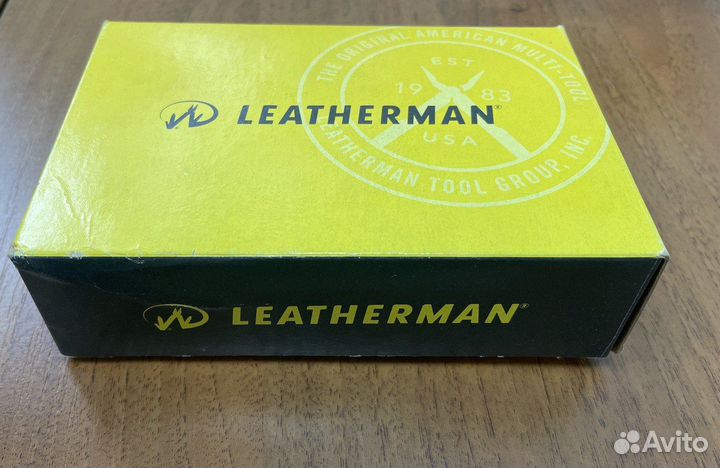 THE ORIGINAL AMERICAN MULTI-TOOL
EST
19 83
USA
LEATHERMAN TOOL GROUP, INC.
LEATHERMAN®
LEATHERMAN®
Avito